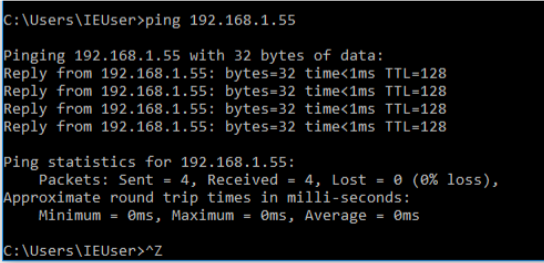 C:\Users\IEUser>ping 192.168.1.55
Pinging 192.168.1.55 with 32 bytes of data:
Reply from 192.168.1.55: bytes=32 time<1ms TTL=128
Reply from 192.168.1.55: bytes=32 time<1ms TTL=128
Reply from 192.168.1.55: bytes=32 time<1ms TTL=128
Reply from 192.168.1.55: bytes=32 time<1ms TTL=128
Ping statistics for 192.168.1.55:
    Packets: Sent = 4, Received = 4, Lost = 0 (0% loss),
Approximate round trip times in milli-seconds:
    Minimum = 0ms, Maximum = 0ms, Average = 0ms
C:\Users\IEUser>^Z